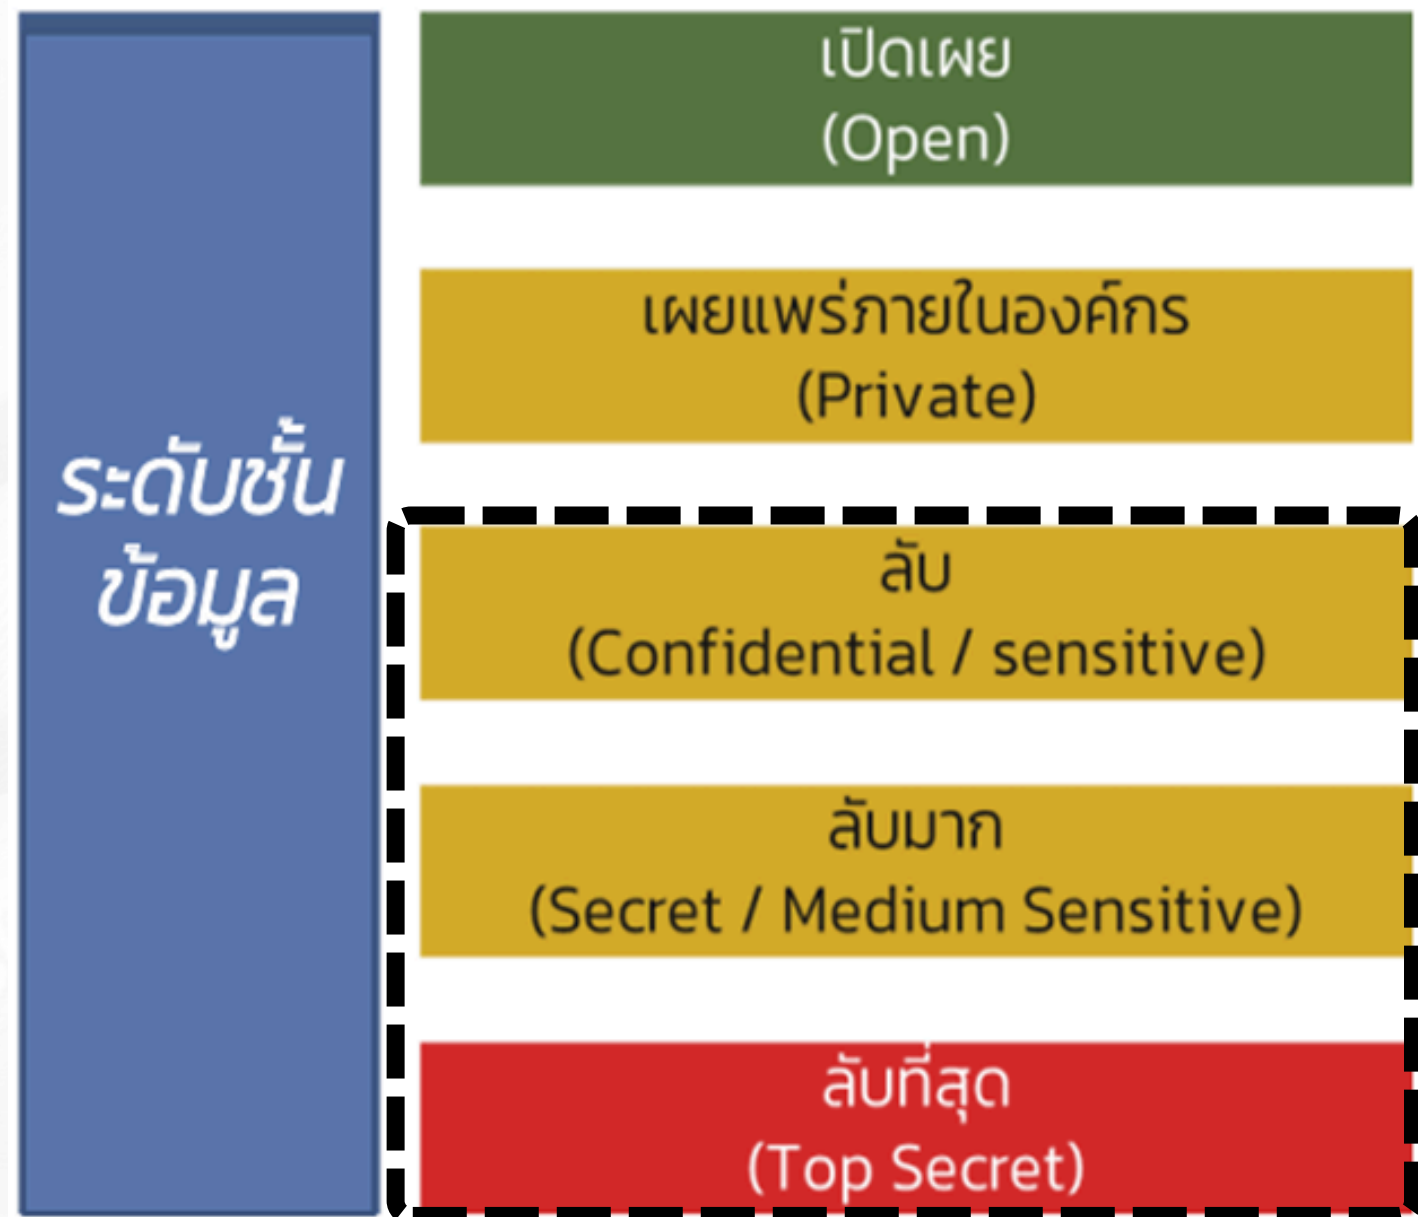 ระดับชั้น
ข้อมูล
เปิดเผย
(Open)
เผยแพร่ภายในองค์กร
(Private)
ลับ
(Confidential / sensitive)
ลับมาก
(Secret / Medium Sensitive)
ลับที่สุด
(Top Secret)